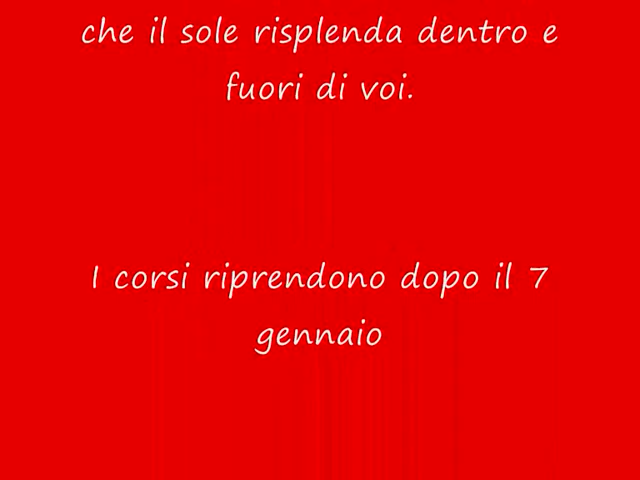 che il sole risplenda dentro e
fuori di voi.
I corsi riprendono dopo il 7
gennaio